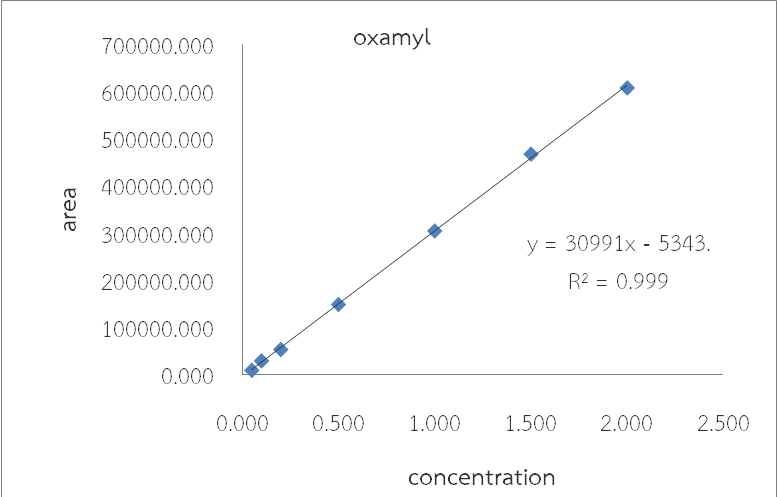 oxamyl
700000.000
600000.000
500000.000
400000.000
300000.000
200000.000
100000.000
0.000
area
y = 30991x - 5343.
R² = 0.999
0.000 0.500 1.000 1.500 2.000 2.500
concentration